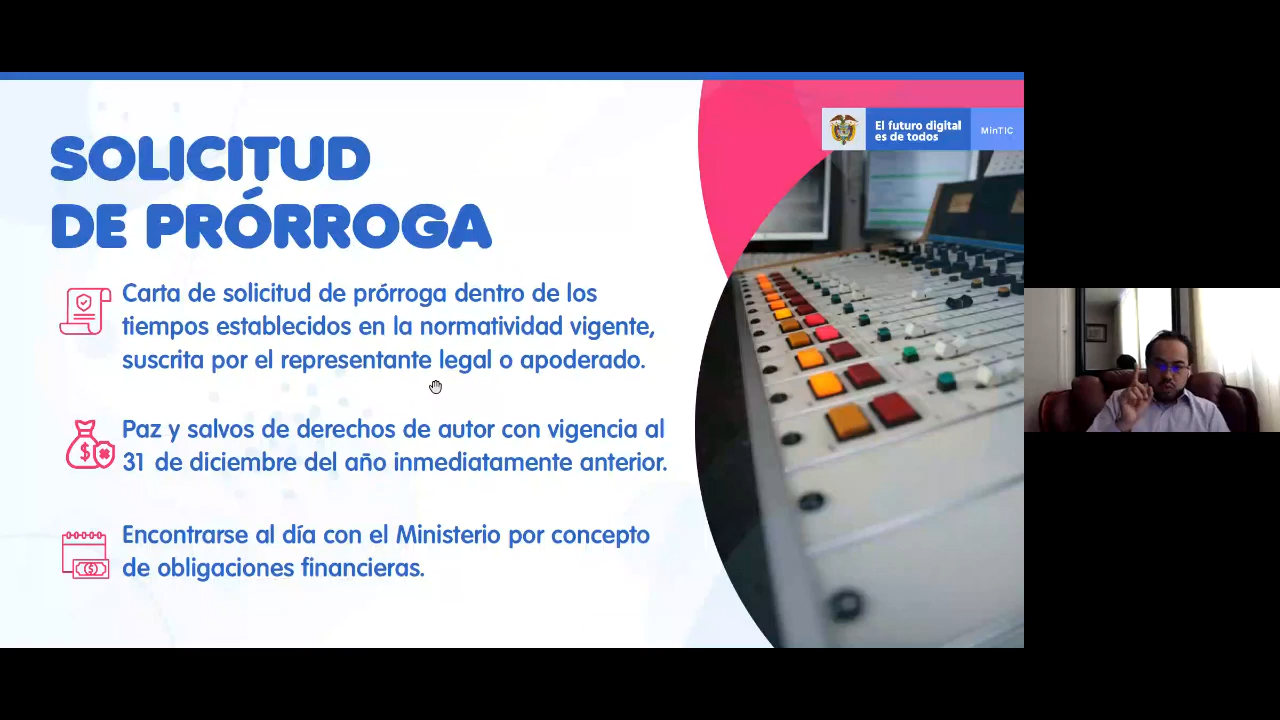 El futuro digital
es de todos
MinTIC
SOLICITUD
DE PRÓRROGA
Carta de solicitud de prórroga dentro de los
tiempos establecidos en la normatividad vigente,
suscrita por el representante legal o apoderado.
Paz y salvos de derechos de autor con vigencia al
31 de diciembre del año inmediatamente anterior.
Encontrarse al día con el Ministerio por concepto
de obligaciones financieras.